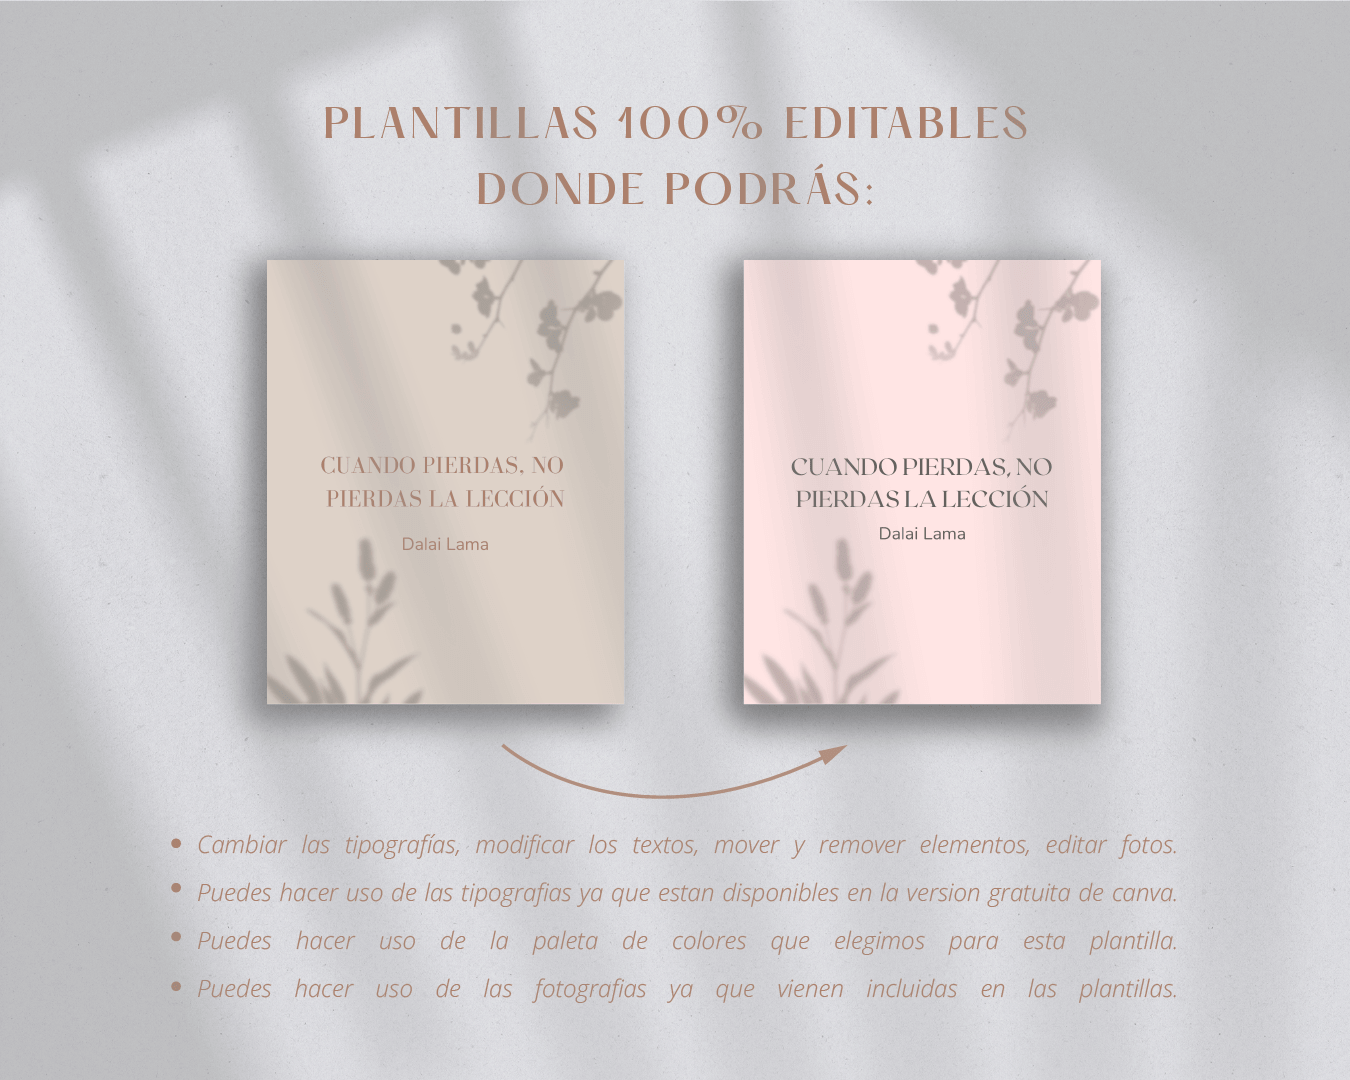 PLANTILLAS 100% EDITABLES
DONDE PODRÁS:
CUANDO PIERDAS, NO
PIERDAS LA LECCIÓN
Dalai Lama
CUANDO PIERDAS, NO
PIERDAS LA LECCIÓN
Dalai Lama
• Cambiar las tipografías, modificar los textos, mover y remover elementos, editar fotos.
• Puedes hacer uso de las tipografias ya que estan disponibles en la version gratuita de canva.
• Puedes hacer uso de la paleta de colores que elegimos para esta plantilla.
• Puedes hacer uso de las fotografias ya que vienen incluidas en las plantillas.